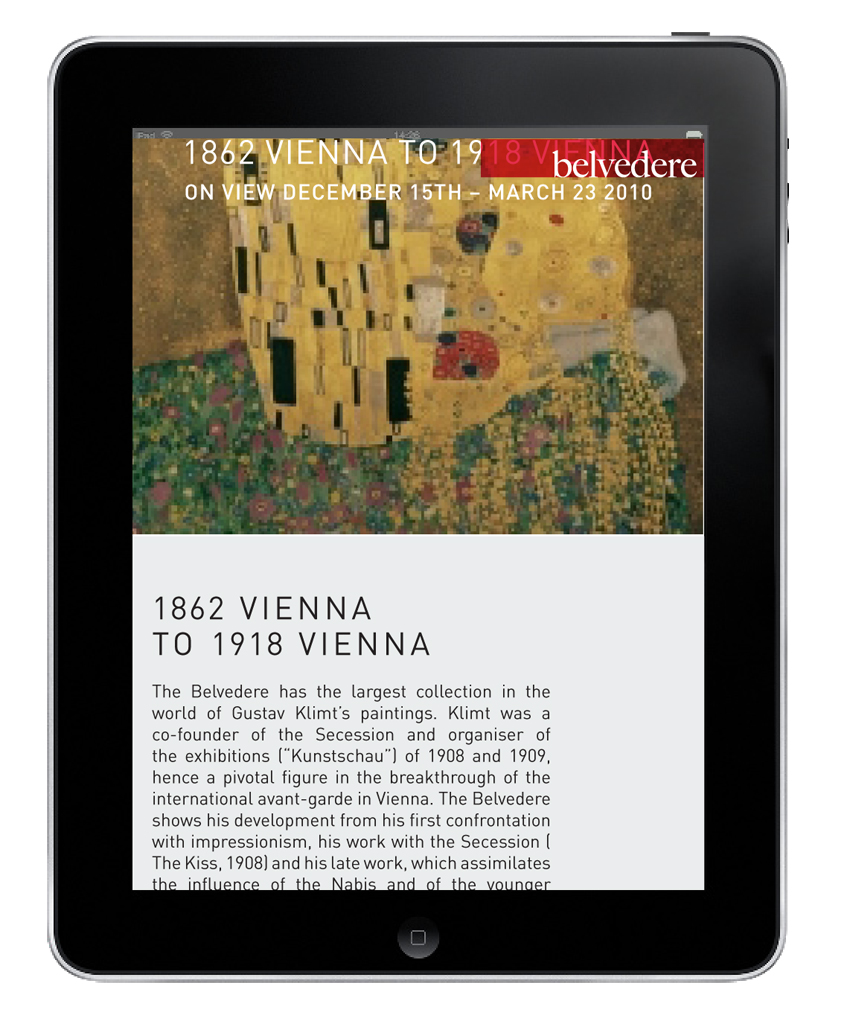 iPad 14:26
1862 VIENNA TO 1918 VIENNA
belvedere
ON VIEW DECEMBER 15TH – MARCH 23 2010
1862 VIENNA
TO 1918 VIENNA
The Belvedere has the largest collection in the
world of Gustav Klimt's paintings. Klimt was a
co-founder of the Secession and organiser of
the exhibitions (“Kunstschau”) of 1908 and 1909,
hence a pivotal figure in the breakthrough of the
international avant-garde in Vienna. The Belvedere
shows his development from his first confrontation
with impressionism, his work with the Secession (
The Kiss, 1908) and his late work, which assimilates
the influence of the Nabis and of the younger